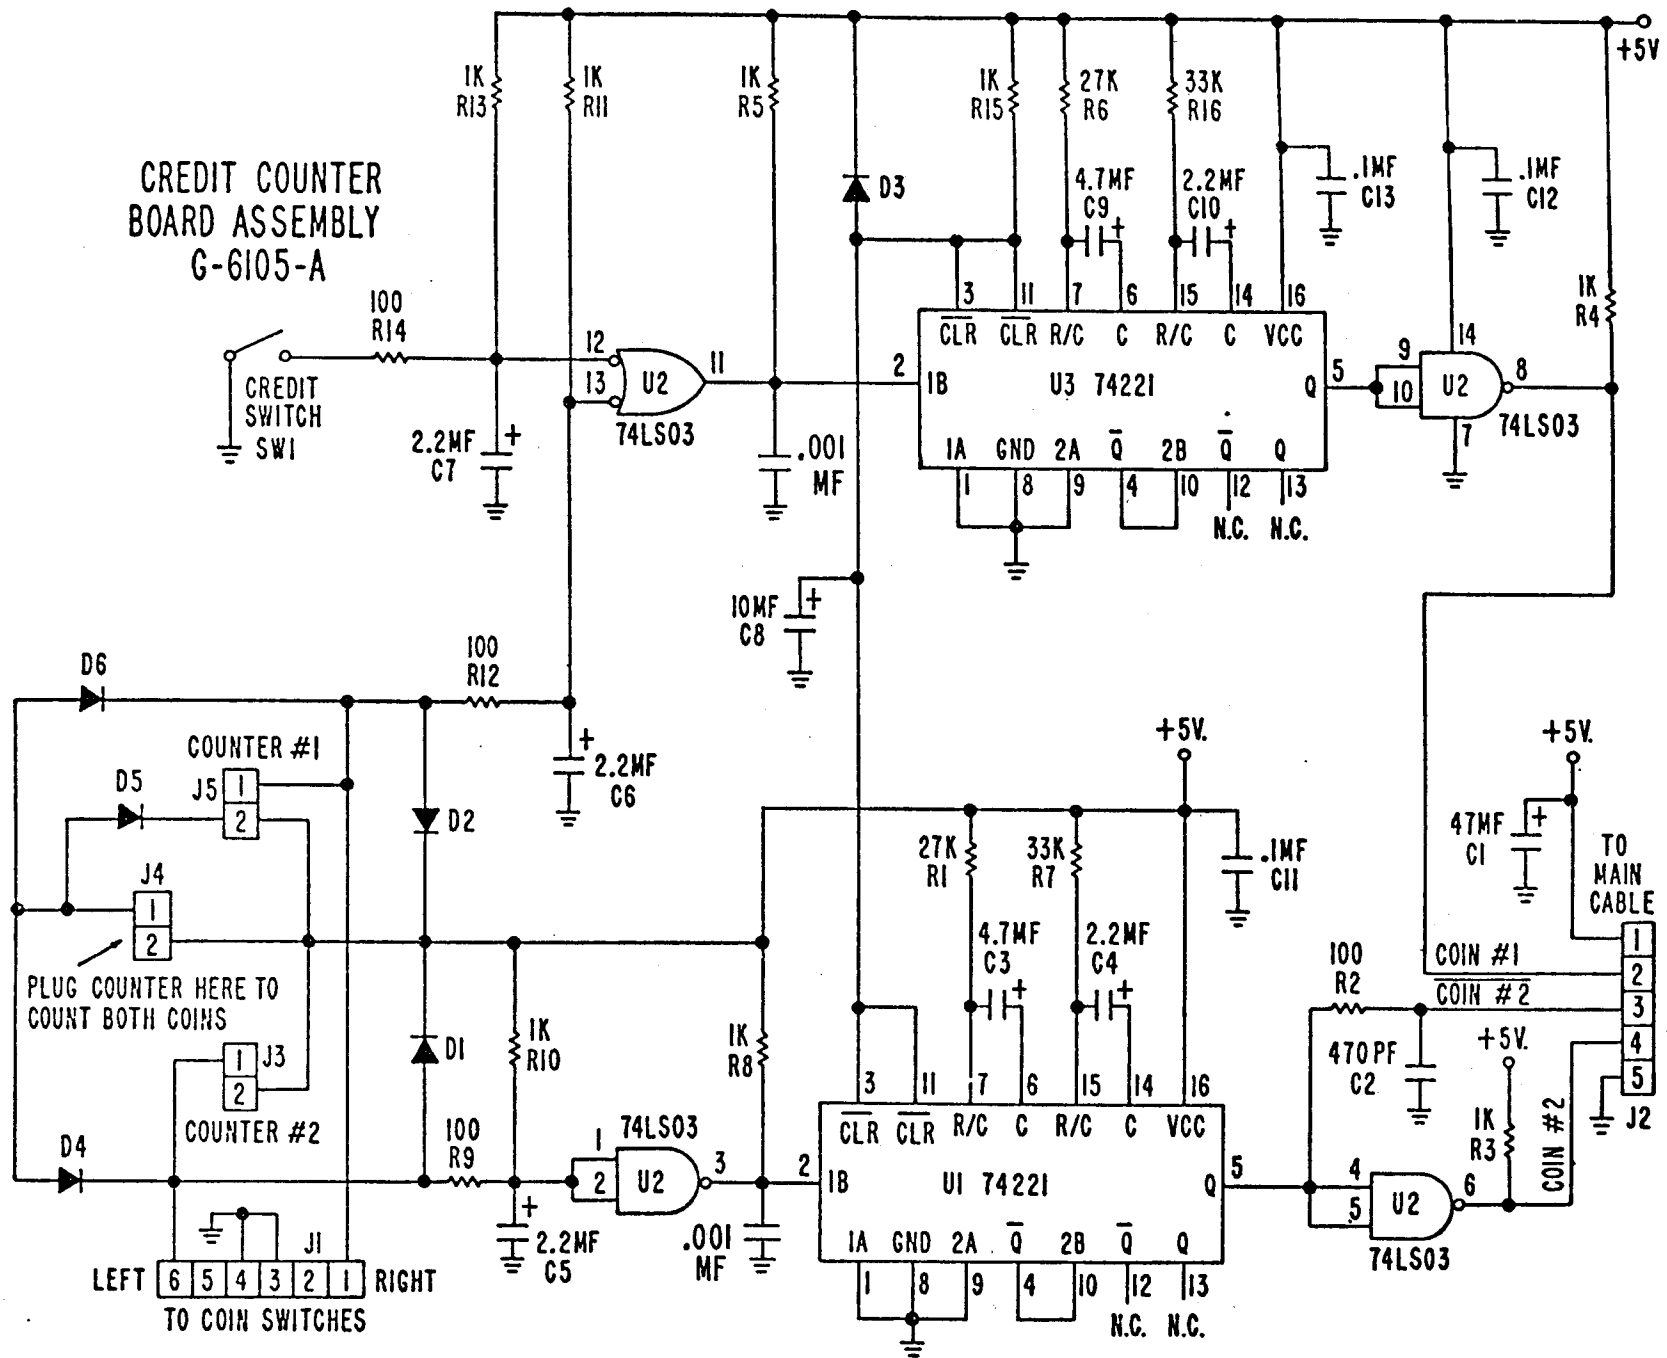 +5V
1K
R13
1K
R11
1K
R5
1K
R15
27K
R6
33K
R16
CREDIT COUNTER
BOARD ASSEMBLY
G-6105-A
D3
4.7MF
C9
+
2.2MF
C10
+
.1MF
C13
.1MF
C12
1K
R4
100
R14
CREDIT
SWITCH
SW1
12
13
U2
11
74LS03
2.2MF
C7
+
.001
MF
3 11 7 6 15 14 16
CLR CLR R/C C R/C C VCC
2
1B
U3 74221
Q
5
1A GND 2A Q 2B Q Q
1 8 9 4 10 12 13
N.C. N.C.
9
10
14
U2
8
7
74LS03
10MF
C8
+
D6
100
R12
+
2.2MF
C6
COUNTER #1
D5
J5
1
2
D2
J4
1
2
PLUG COUNTER HERE TO
COUNT BOTH COINS
1
2
J3
COUNTER #2
D1
1K
R10
1K
R8
D4
100
R9
1
2
74LS03
U2
3
+
2.2MF
C5
.001
MF
J1
LEFT 6 5 4 3 2 1 RIGHT
TO COIN SWITCHES
+5V.
27K
R1
33K
R7
.1MF
C11
4.7MF
C3
+
2.2MF
C4
+
3 11 7 6 15 14 16
CLR CLR R/C C R/C C VCC
2
1B
U1 74221
Q
5
1A GND 2A Q 2B Q Q
1 8 9 4 10 12 13
N.C. N.C.
+5V.
47MF
C1
+
TO
MAIN
CABLE
1
2
3
4
5
J2
COIN #1
COIN #2
100
R2
470PF
C2
+5V.
1K
R3
COIN #2
4
5
U2
6
74LS03